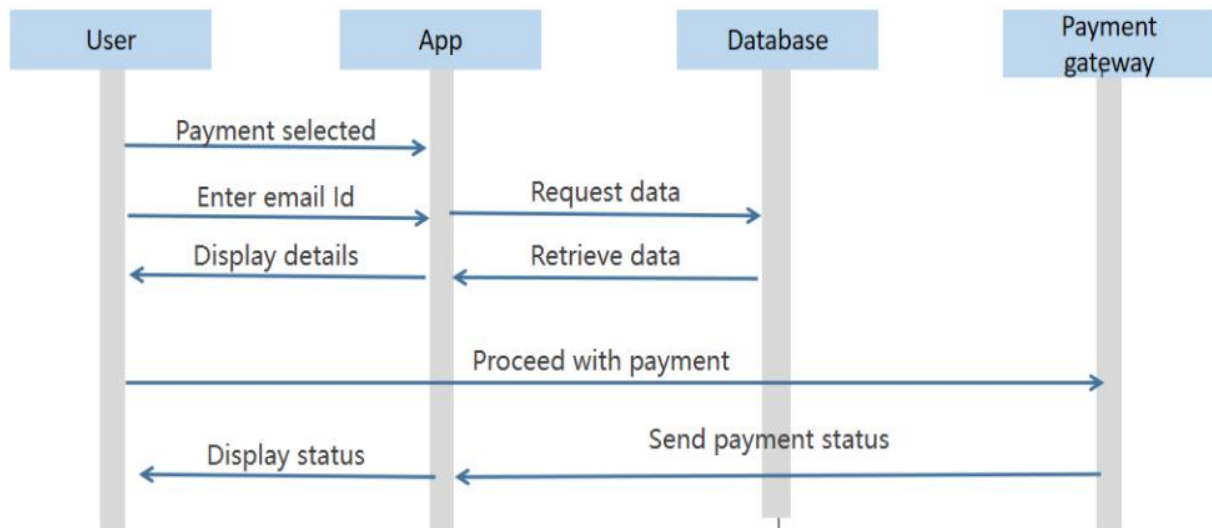 User
App
Database
Payment
gateway
Payment selected
Enter email Id
Request data
Display details
Retrieve data
Proceed with payment
Send payment status
Display status